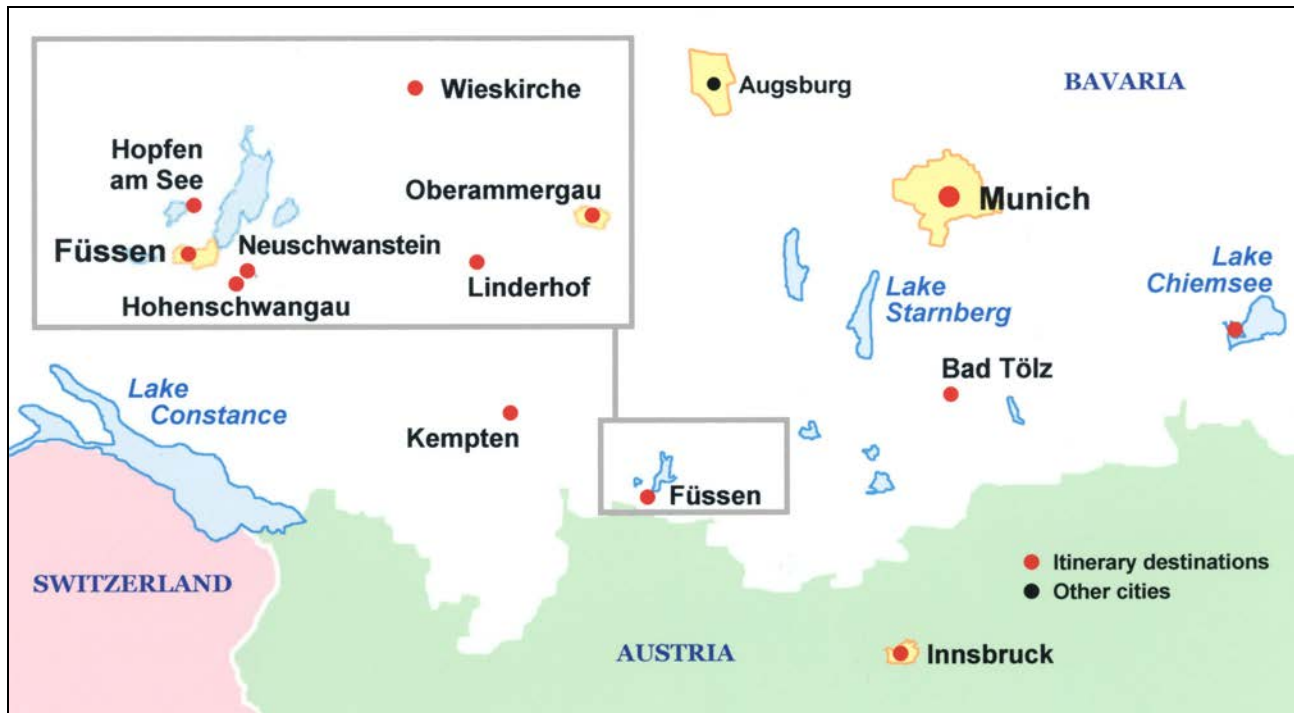 Wieskirche
Hopfen
am See
Oberammergau
Füssen
Neuschwanstein
Linderhof
Hohenschwangau
Augsburg
BAVARIA
Munich
Lake
Starnberg
Lake
Chiemsee
Bad Tölz
Lake
Constance
Kempten
Füssen
SWITZERLAND
AUSTRIA
Innsbruck
Itinerary destinations
Other cities